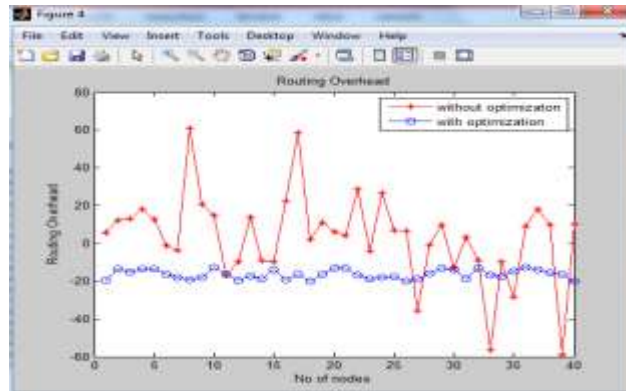 Figure 4
File Edit View Insert Tools Desktop Window Help
Routing Overhead
80
60
40
20
0
-20
-40
-60
0 5 10 15 20 25 30 35 40
Routing Overhead
No of nodes
without optimizaton
with optimization